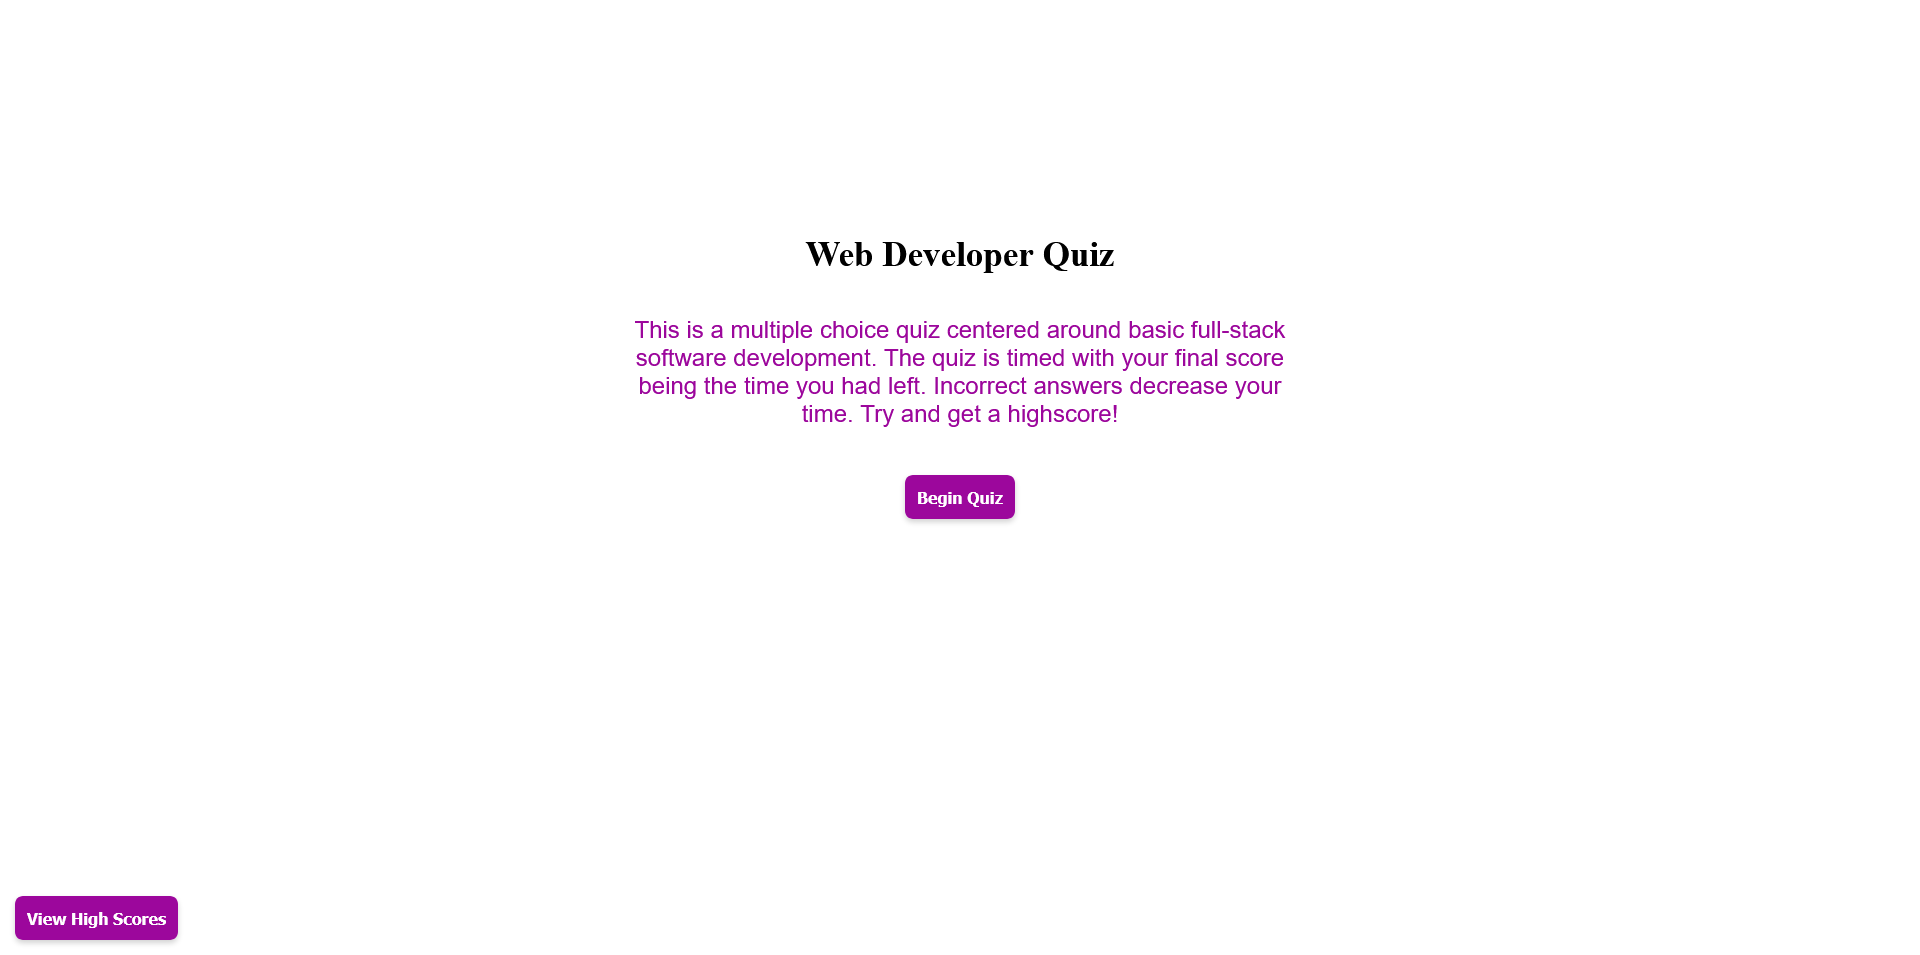 Web Developer Quiz
This is a multiple choice quiz centered around basic full-stack
software development. The quiz is timed with your final score
being the time you had left. Incorrect answers decrease your
time. Try and get a highscore!
Begin Quiz
View High Scores